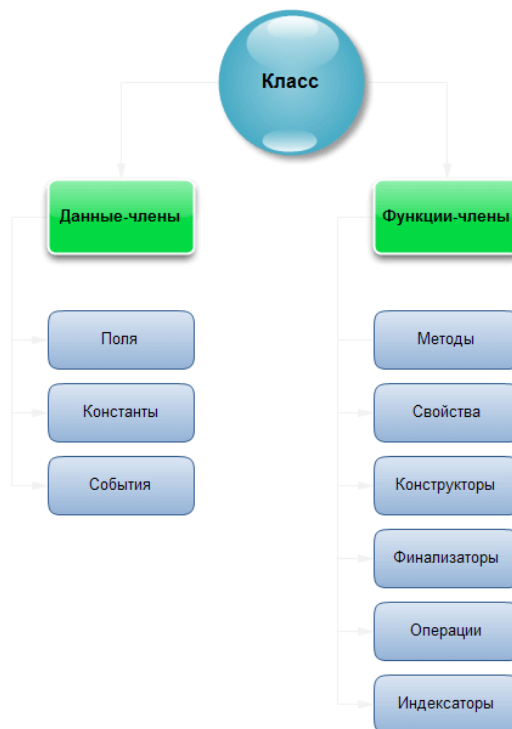 Класс
Данные-члены
Функции-члены
Поля
Методы
Константы
Свойства
События
Конструкторы
Финализаторы
Операции
Индексаторы